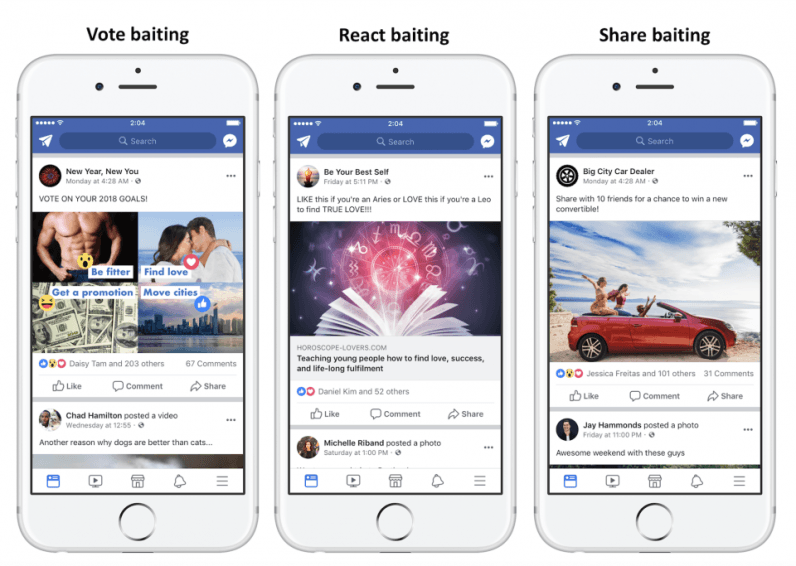 Vote baiting
React baiting
Share baiting
2:04
Search
New Year, New You
Monday at 4:28 AM ·
VOTE ON YOUR 2018 GOALS!
Be fitter
Find love
Get a promotion
Move cities
Daisy Tam and 203 others
67 Comments
Like
Comment
Share
Chad Hamilton posted a video
Wednesday at 12:55 ·
Another reason why dogs are better than cats...
2:04
Search
Be Your Best Self
Friday at 5:11 PM ·
LIKE this if you're an Aries or LOVE this if you're a Leo
to find TRUE LOVE!!!
HOROSCOPE-LOVERS.COM
Teaching young people how to find love, success,
and life-long fulfilment
Daniel Kim and 52 others
Like
Comment
Share
Michelle Riband posted a photo
Saturday at 1:00 PM ·
2:04
Search
Big City Car Dealer
Monday at 4:28 AM ·
Share with 10 friends for a chance to win a new
convertible!
Jessica Freitas and 101 others
31 Comments
Like
Comment
Share
Jay Hammonds posted a photo
Friday at 11:00 PM ·
Awesome weekend with these guys